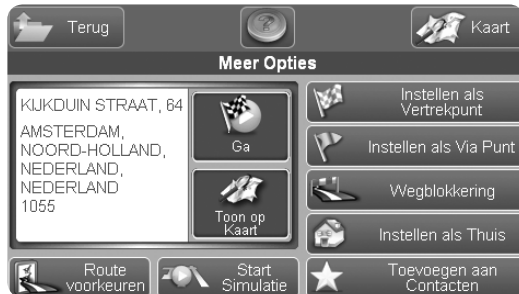 Terug
Kaart
Meer Opties
KIJKDUIN STRAAT, 64
AMSTERDAM,
NOORD-HOLLAND,
NEDERLAND,
NEDERLAND
1055
Ga
Toon op
Kaart
Instellen als
Vertrekpunt
Instellen als Via Punt
Wegblokkering
Instellen als Thuis
Route
voorkeuren
Start
Simulatie
Toevoegen aan
Contacten